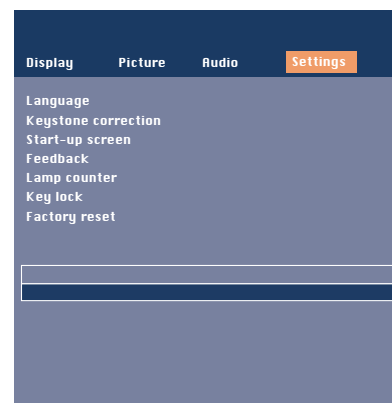 Display Picture Audio Settings
Language
Keystone correction
Start-up screen
Feedback
Lamp counter
Key lock
Factory reset